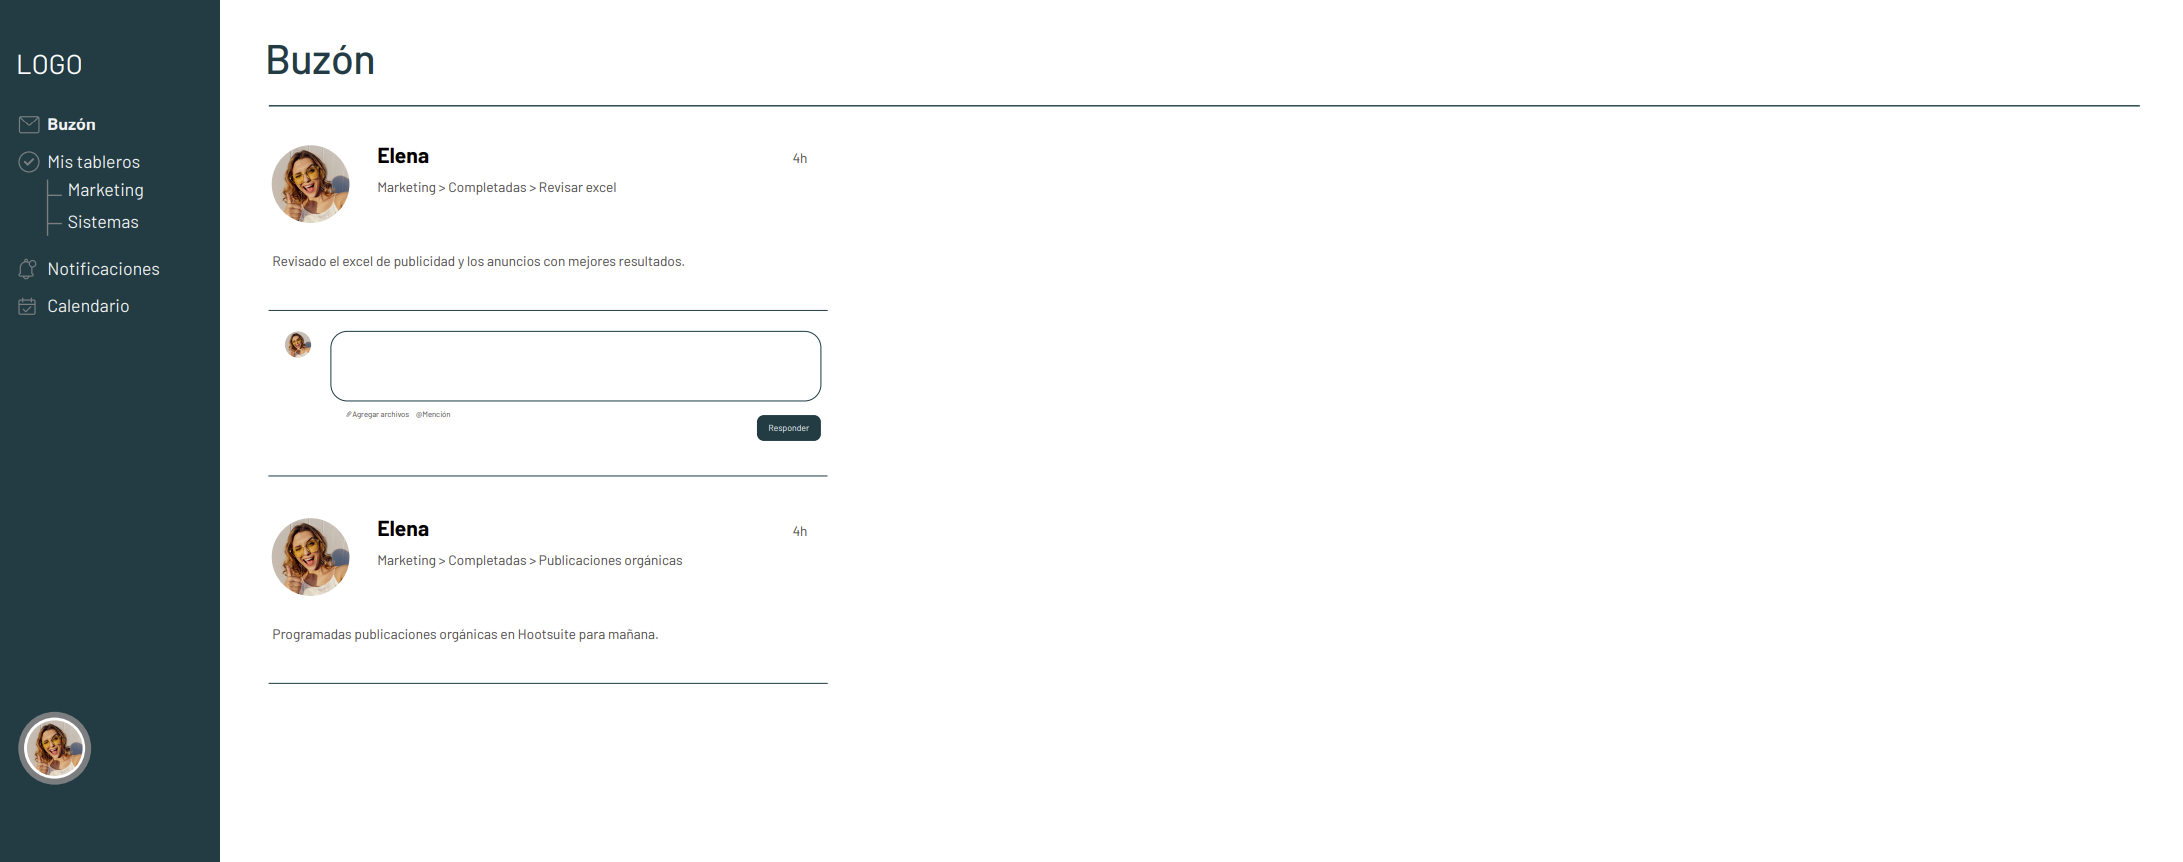 LOGO
Buzón
Mis tableros
Marketing
Sistemas
Notificaciones
Calendario
Buzón
Elena
4h
Marketing > Completadas > Revisar excel
Revisado el excel de publicidad y los anuncios con mejores resultados.
Agregar archivos @Mención
Responder
Elena
4h
Marketing > Completadas > Publicaciones orgánicas
Programadas publicaciones orgánicas en Hootsuite para mañana.